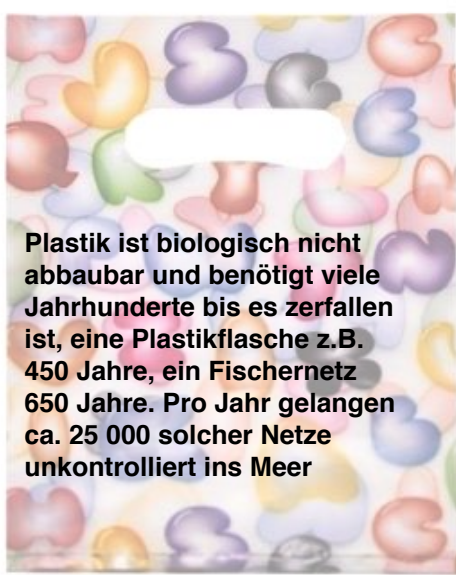 Plastik ist biologisch nicht
abbaubar und benötigt viele
Jahrhunderte bis es zerfallen
ist, eine Plastikflasche z.B.
450 Jahre, ein Fischernetz
650 Jahre. Pro Jahr gelangen
ca. 25 000 solcher Netze
unkontrolliert ins Meer